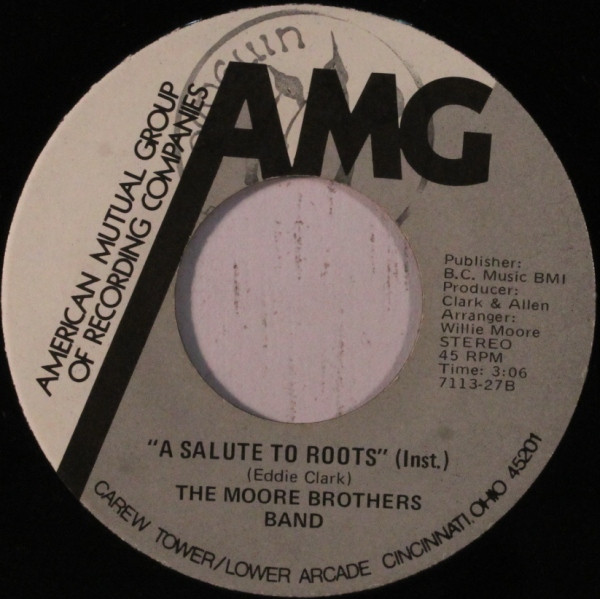 AMG
AMERICAN MUTUAL GROUP
OF RECORDING COMPANIES
Publisher:
B.C. Music BMI
Producer:
Clark & Allen
Arranger:
Willie Moore
STEREO
45 RPM
Time: 3:06
7113-27B
"A SALUTE TO ROOTS" (Inst.)
(Eddie Clark)
THE MOORE BROTHERS
BAND
CAREW TOWER/LOWER ARCADE CINCINNATI, OHIO 45201